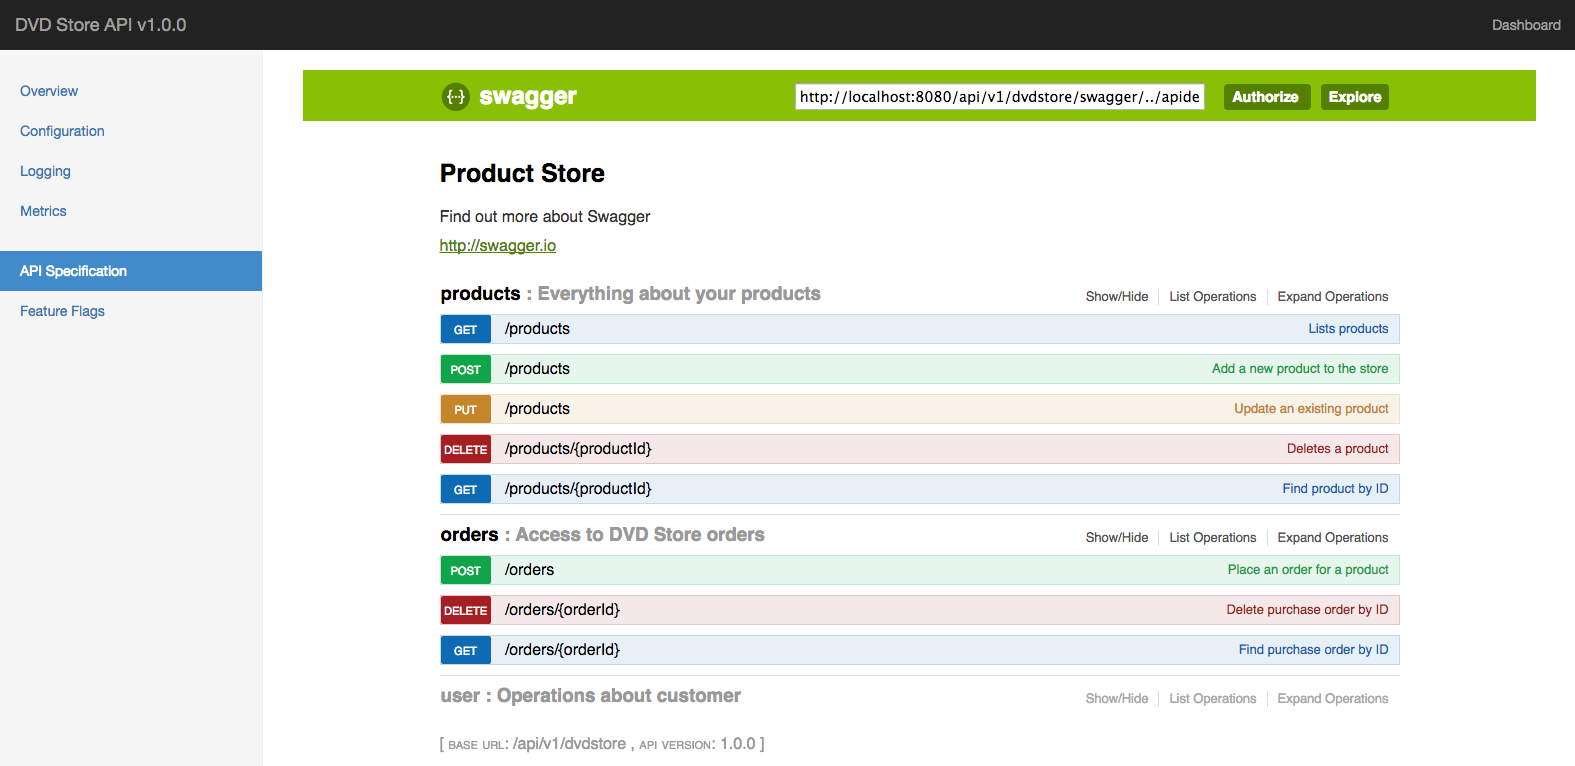 DVD Store API v1.0.0
Dashboard
Overview
Configuration
Logging
Metrics
API Specification
Feature Flags
{···} swagger
http://localhost:8080/api/v1/dvdstore/swagger/../apide
Authorize
Explore
Product Store
Find out more about Swagger
http://swagger.io
products : Everything about your products
Show/Hide
List Operations
Expand Operations
GET /products Lists products
POST /products Add a new product to the store
PUT /products Update an existing product
DELETE /products/{productId} Deletes a product
GET /products/{productId} Find product by ID
orders : Access to DVD Store orders
Show/Hide
List Operations
Expand Operations
POST /orders Place an order for a product
DELETE /orders/{orderId} Delete purchase order by ID
GET /orders/{orderId} Find purchase order by ID
user : Operations about customer
Show/Hide
List Operations
Expand Operations
[ BASE URL: /api/v1/dvdstore , API VERSION: 1.0.0 ]